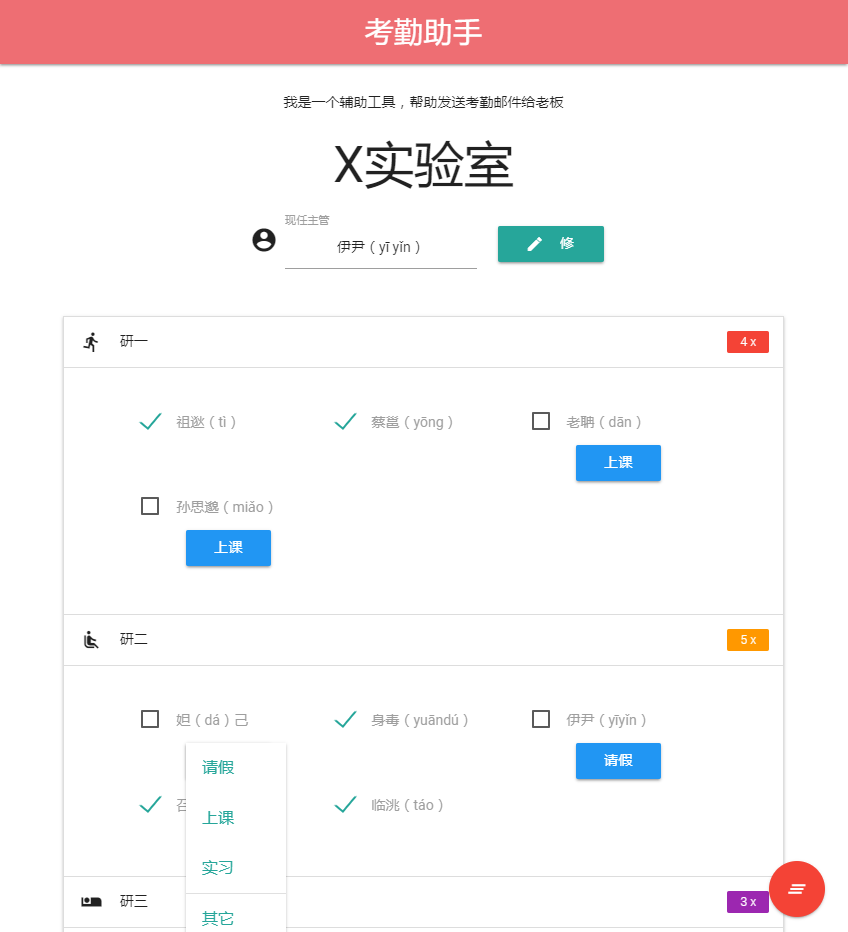 考勤助手
我是一个辅助工具，帮助发送考勤邮件给老板
X实验室
现任主管
伊尹（yī yǐn）
修
研一
4 x
祖逖（tì）
蔡邕（yōng）
老聃（dān）
上课
孙思邈（miǎo）
上课
研二
5 x
妲（dá）己
身毒（yuāndú）
伊尹（yīyǐn）
请假
请假
召
临洮（táo）
上课
实习
研三
3 x
其它